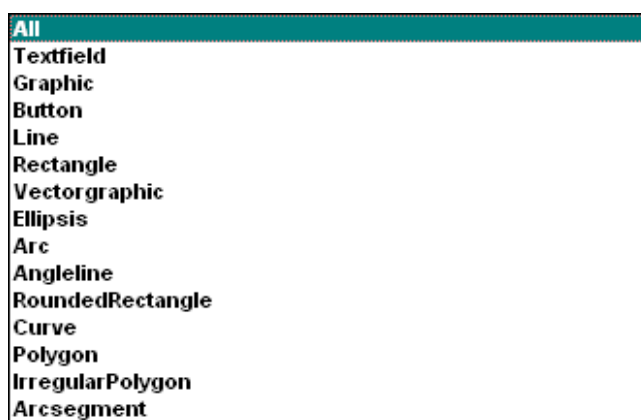 All
Textfield
Graphic
Button
Line
Rectangle
Vectorgraphic
Ellipsis
Arc
Angleline
RoundedRectangle
Curve
Polygon
IrregularPolygon
Arcsegment